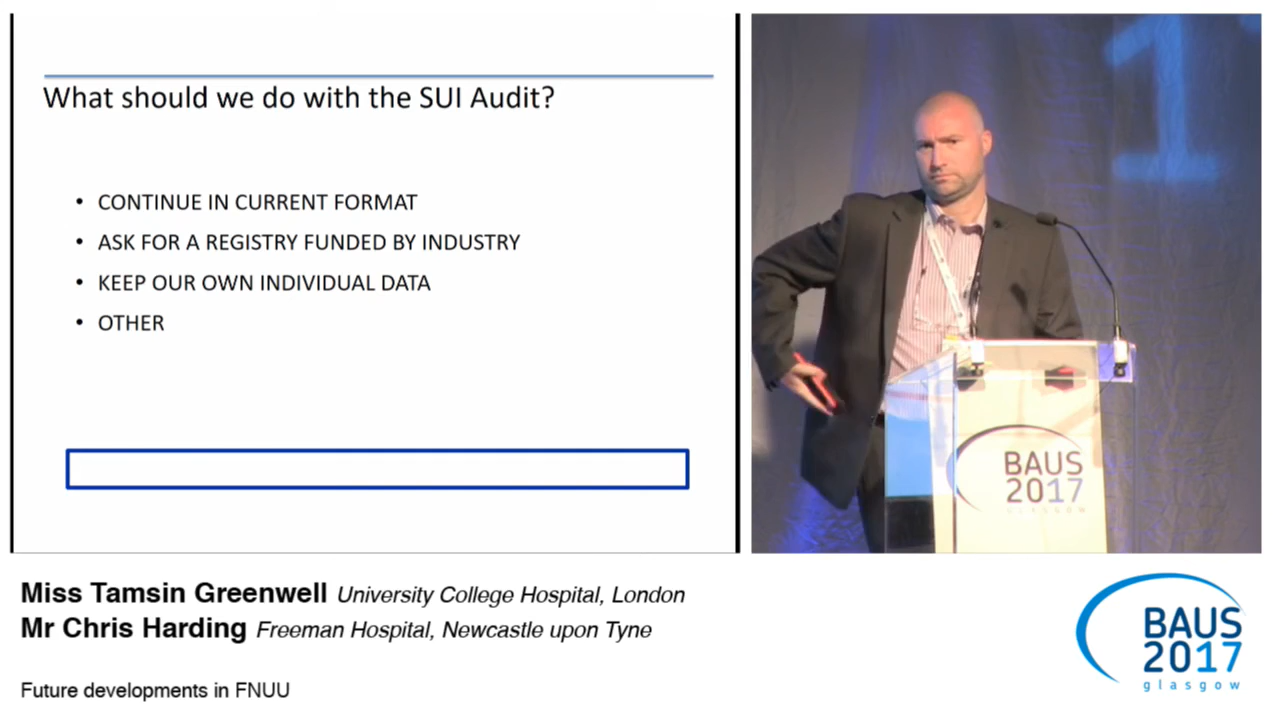 What should we do with the SUI Audit?
• CONTINUE IN CURRENT FORMAT
• ASK FOR A REGISTRY FUNDED BY INDUSTRY
• KEEP OUR OWN INDIVIDUAL DATA
• OTHER
1
BAUS
2017
GLASGOW
Miss Tamsin Greenwell University College Hospital, London
Mr Chris Harding Freeman Hospital, Newcastle upon Tyne
Future developments in FNUU
BAUS
2017
glasgow